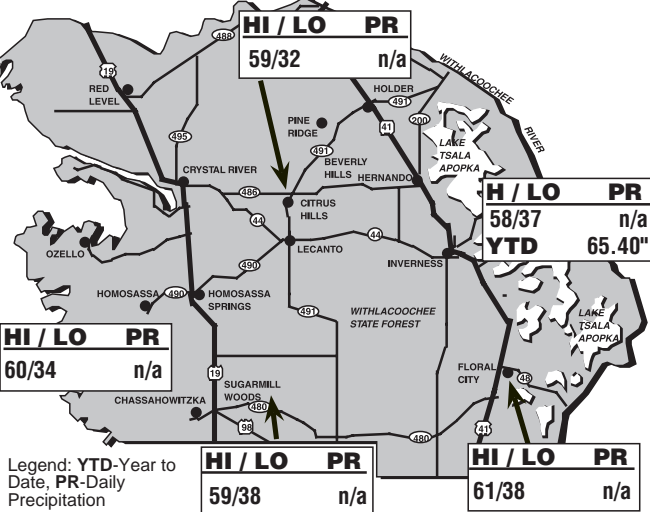 HI / LO PR
59/32 n/a
488
19
RED
LEVEL
WITHLACOOCHEE
RIVER
HOLDER
491
200
41
PINE
RIDGE
495
491
BEVERLY
HILLS
LAKE
TSALA
APOPKA
CRYSTAL RIVER
HERNANDO
486
CITRUS
HILLS
HI / LO PR
58/37 n/a
YTD 65.40"
44
44
LECANTO
OZELLO
INVERNESS
490
HOMOSASSA
490
HOMOSASSA
SPRINGS
491
WITHLACOOCHEE
STATE FOREST
LAKE
TSALA
APOPKA
HI / LO PR
60/34 n/a
19
FLORAL
CITY
48
SUGARMILL
WOODS
CHASSAHOWITZKA
480
98
480
41
HI / LO PR
59/38 n/a
HI / LO PR
61/38 n/a
Legend: YTD-Year to
Date, PR-Daily
Precipitation